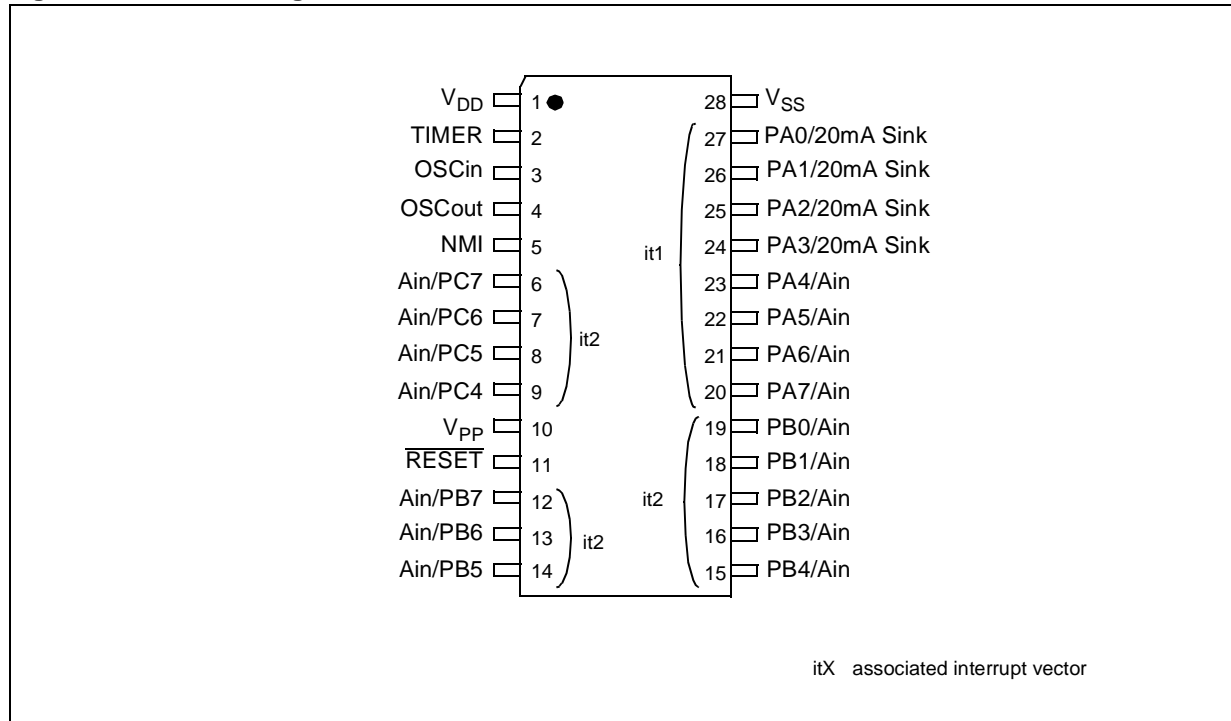 V_DD 1 28 V_SS
TIMER 2 27 PA0/20mA Sink
OSCin 3 26 PA1/20mA Sink
OSCout 4 25 PA2/20mA Sink
NMI 5 it1 24 PA3/20mA Sink
Ain/PC7 6 23 PA4/Ain
Ain/PC6 7 it2 22 PA5/Ain
Ain/PC5 8 21 PA6/Ain
Ain/PC4 9 20 PA7/Ain
V_PP 10 19 PB0/Ain
RESET 11 18 PB1/Ain
Ain/PB7 12 it2 17 PB2/Ain
Ain/PB6 13 it2 16 PB3/Ain
Ain/PB5 14 15 PB4/Ain
itX associated interrupt vector